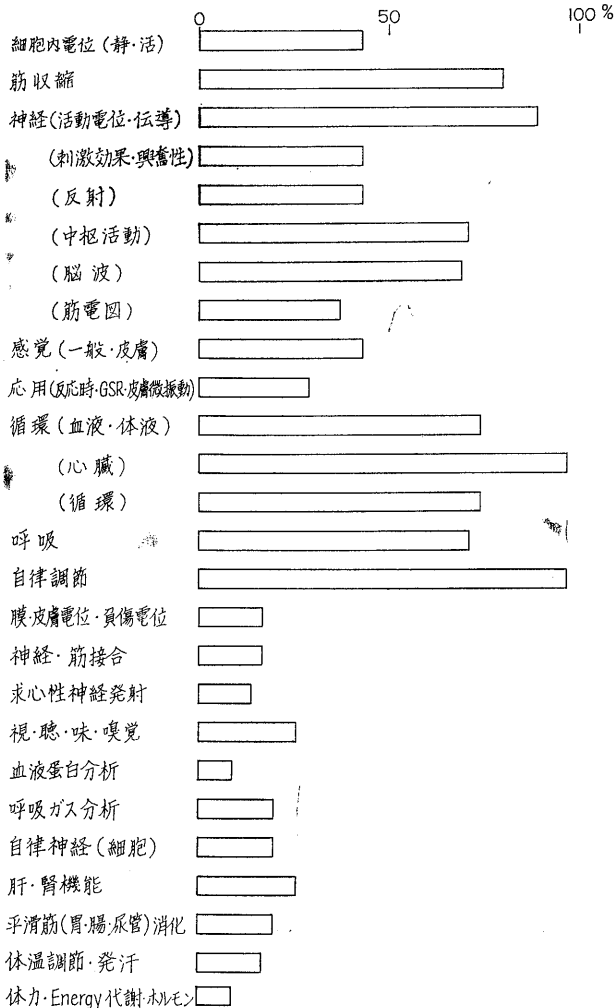 0 50 100 %
細胞内電位(静・活)
筋収縮
神経(活動電位・伝導)
(刺激効果・興奮性)
(反射)
(中枢活動)
(脳波)
(筋電図)
感覚(一般・皮膚)
応用(反応時・GSR・皮膚微振動)
循環(血液・体液)
(心臓)
(循環)
呼吸
自律調節
膜・皮膚電位・負傷電位
神経・筋接合
求心性神経発射
視・聴・味・嗅覚
血液蛋白分析
呼吸ガス分析
自律神経(細胞)
肝・腎機能
平滑筋(胃・腸・尿管)消化
体温調節・発汗
体力・Energy代謝・ホルモン